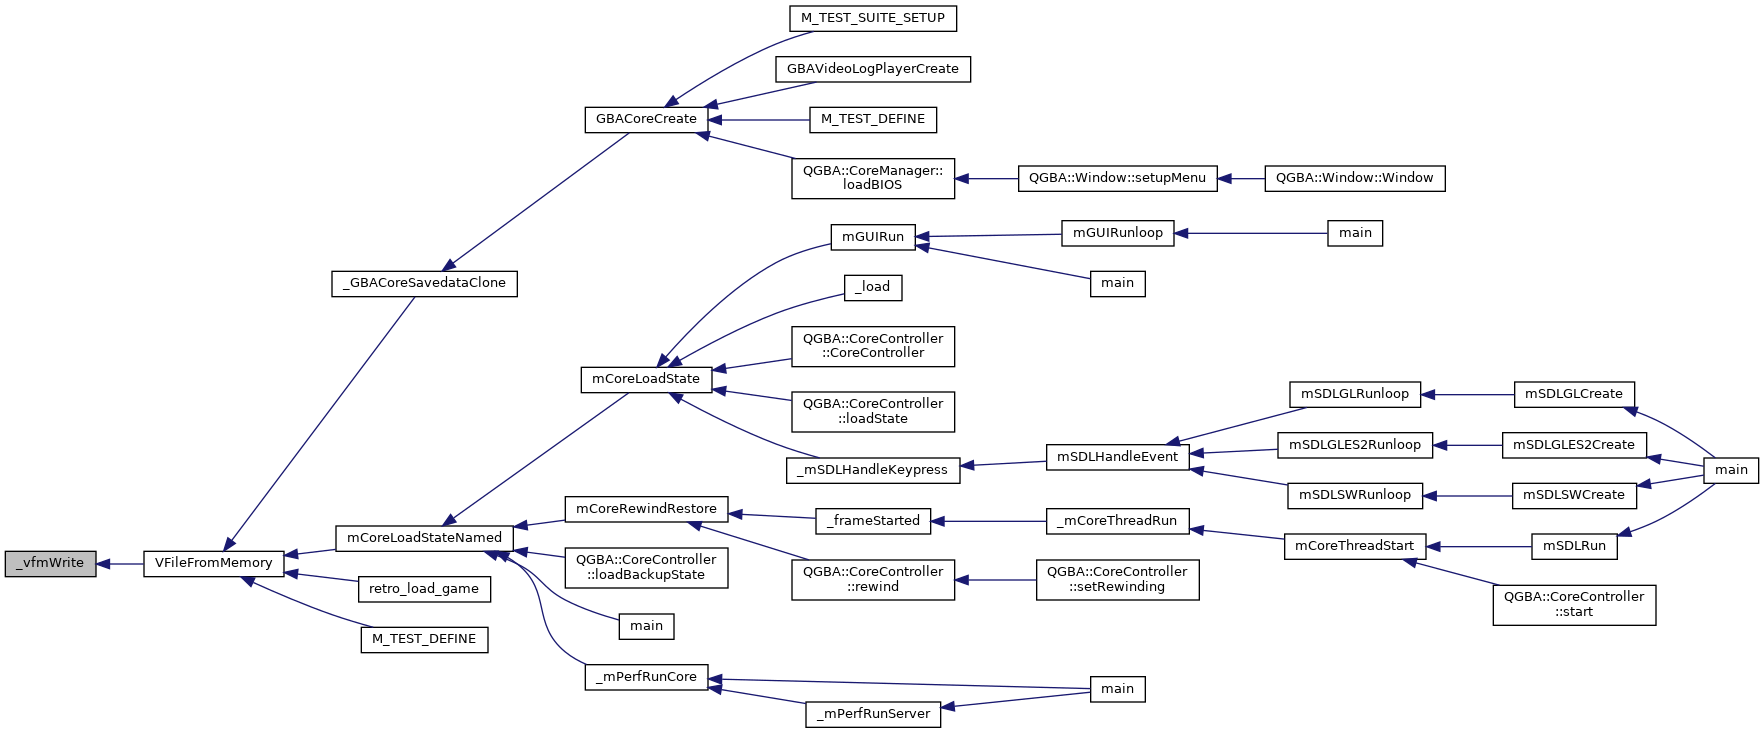 M_TEST_SUITE_SETUP
GBAVideoLogPlayerCreate
GBACoreCreate
M_TEST_DEFINE
QGBA::CoreManager::
loadBIOS
QGBA::Window::setupMenu
QGBA::Window::Window
mGUIRun
mGUIRunloop
main
_GBACoreSavedataClone
_load
main
QGBA::CoreController
::CoreController
mCoreLoadState
QGBA::CoreController
::loadState
mSDLGLRunloop
mSDLGLCreate
mSDLGLES2Runloop
mSDLGLES2Create
_mSDLHandleKeypress
mSDLHandleEvent
main
mSDLSWRunloop
mSDLSWCreate
mCoreRewindRestore
_frameStarted
_mCoreThreadRun
mCoreLoadStateNamed
mCoreThreadStart
mSDLRun
_vfmWrite
VFileFromMemory
QGBA::CoreController
::loadBackupState
QGBA::CoreController
::rewind
QGBA::CoreController
::setRewinding
retro_load_game
QGBA::CoreController
::start
main
M_TEST_DEFINE
_mPerfRunCore
main
_mPerfRunServer